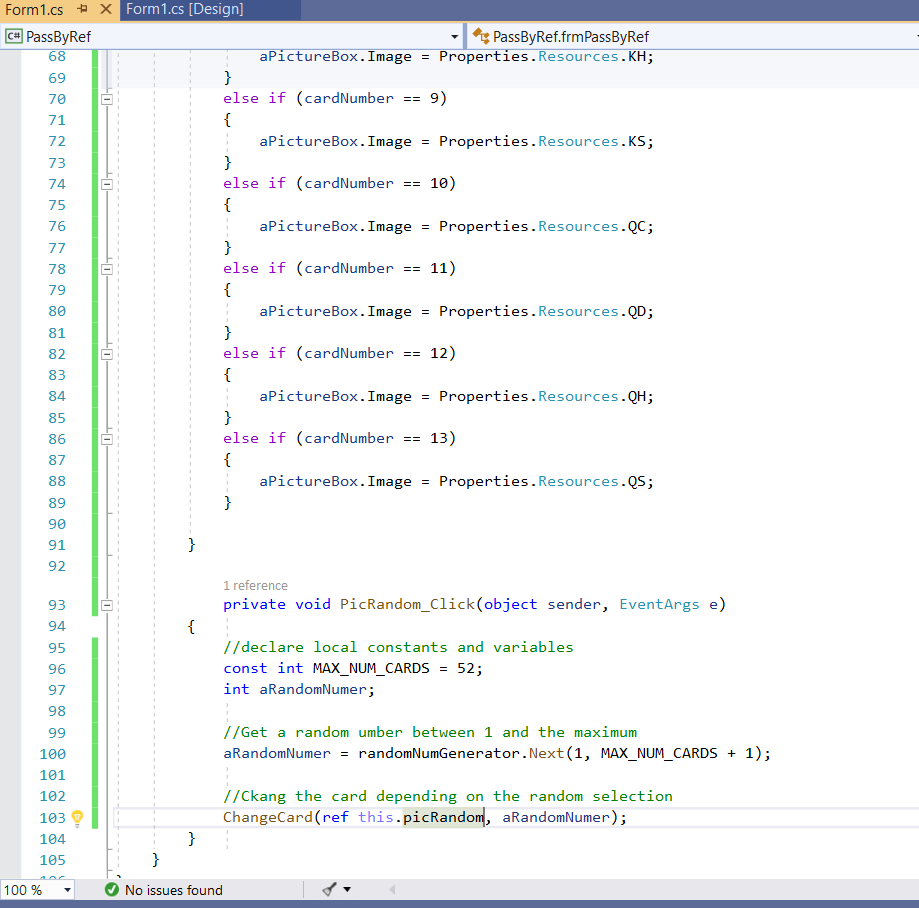 Form1.cs Form1.cs [Design]
C# PassByRef PassByRef.frmPassByRef
68 aPictureBox.Image = Properties.Resources.KH;
69 }
70 else if (cardNumber == 9)
71 {
72 aPictureBox.Image = Properties.Resources.KS;
73 }
74 else if (cardNumber == 10)
75 {
76 aPictureBox.Image = Properties.Resources.QC;
77 }
78 else if (cardNumber == 11)
79 {
80 aPictureBox.Image = Properties.Resources.QD;
81 }
82 else if (cardNumber == 12)
83 {
84 aPictureBox.Image = Properties.Resources.QH;
85 }
86 else if (cardNumber == 13)
87 {
88 aPictureBox.Image = Properties.Resources.QS;
89 }
90
91 }
92
1 reference
93 private void PicRandom_Click(object sender, EventArgs e)
94 {
95 //declare local constants and variables
96 const int MAX_NUM_CARDS = 52;
97 int aRandomNumer;
98
99 //Get a random umber between 1 and the maximum
100 aRandomNumer = randomNumGenerator.Next(1, MAX_NUM_CARDS + 1);
101
102 //Ckang the card depending on the random selection
103 ChangeCard(ref this.picRandom, aRandomNumer);
104 }
105 }
100 % No issues found